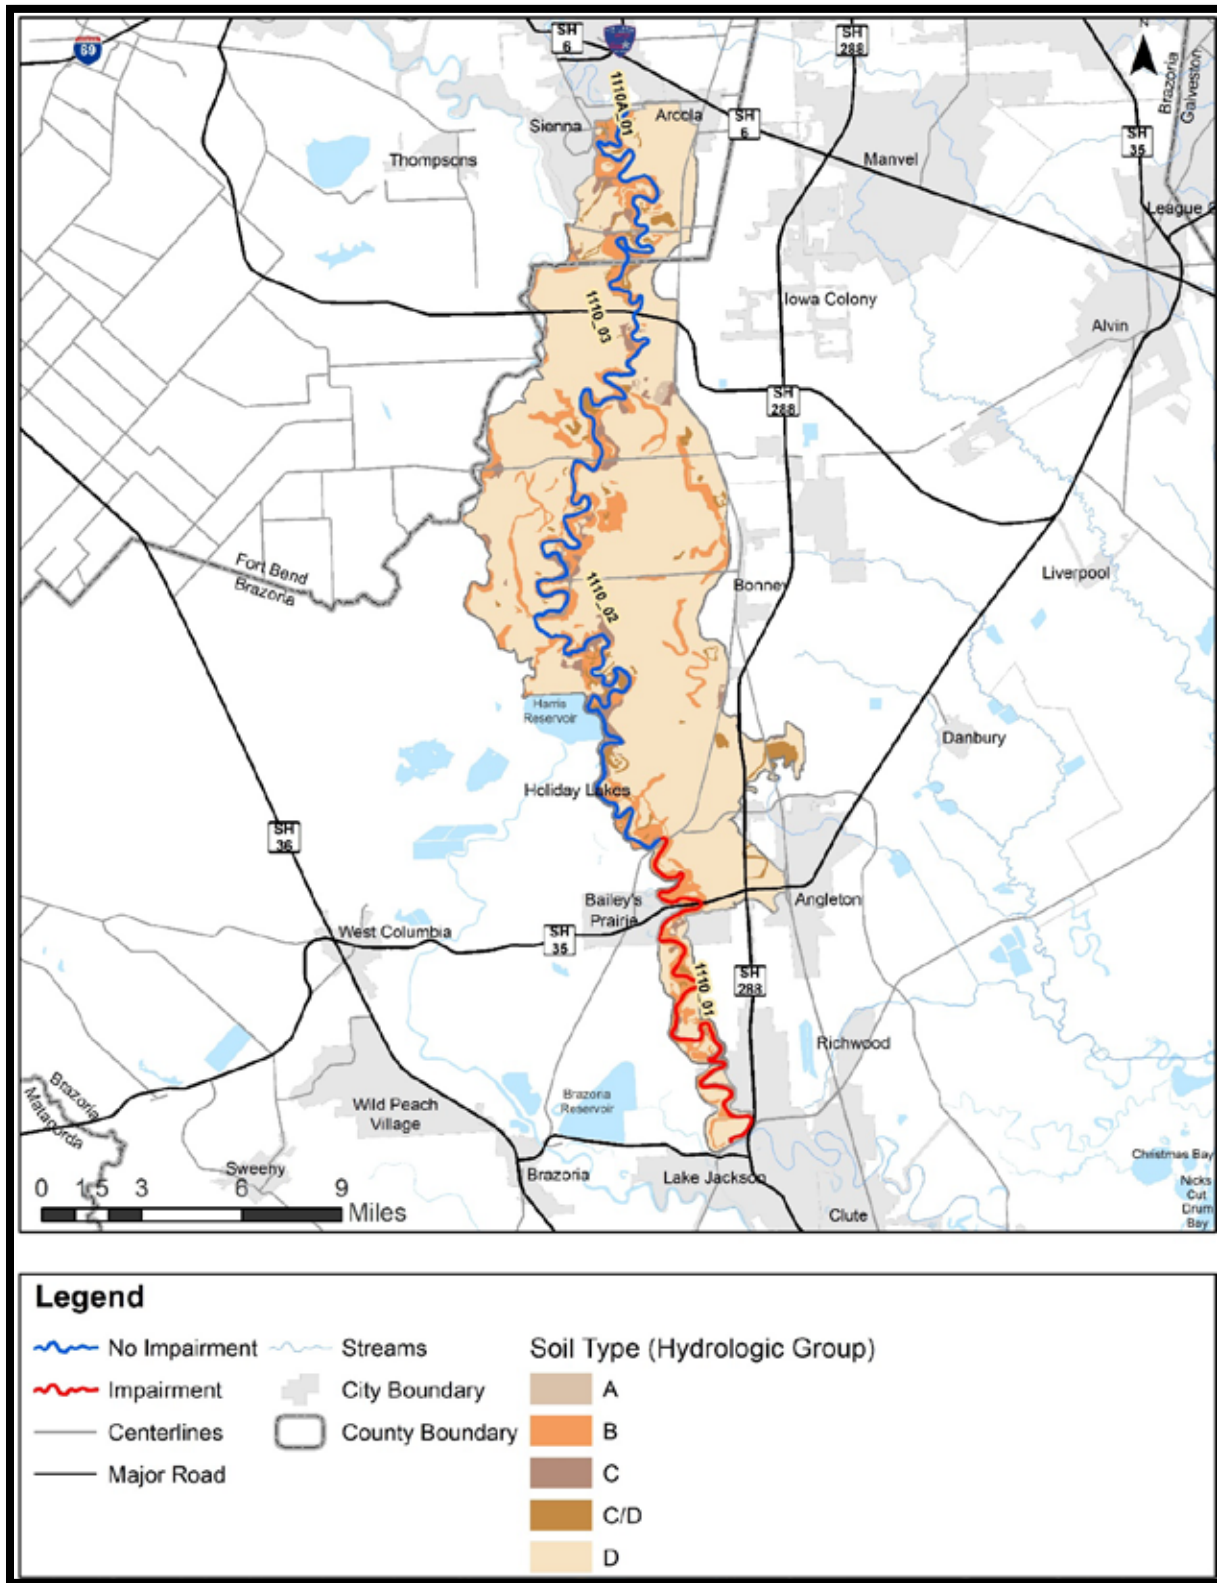 69
SH
6
SH
288
N
Brazoria
Galveston
1110A_01
Arcola
Sienna
SH
6
SH
35
Thompsons
Manvel
League C
1110_03
Iowa Colony
Alvin
SH
288
Fort Bend
Brazoria
1110_02
Bonney
Liverpool
Harris
Reservoir
Danbury
Holiday Lakes
SH
36
Bailey's
Prairie
Angleton
West Columbia
SH
35
1110_01
SH
288
Richwood
Brazoria
Matagorda
Brazoria
Reservoir
Wild Peach
Village
Christmas Bay
Sweeny
Brazoria
Lake Jackson
Nicks
Cut
Drum
Bay
Clute
0 1.5 3 6 9
Miles
Legend
No Impairment
Streams
Soil Type (Hydrologic Group)
Impairment
City Boundary
A
Centerlines
County Boundary
B
Major Road
C
C/D
D